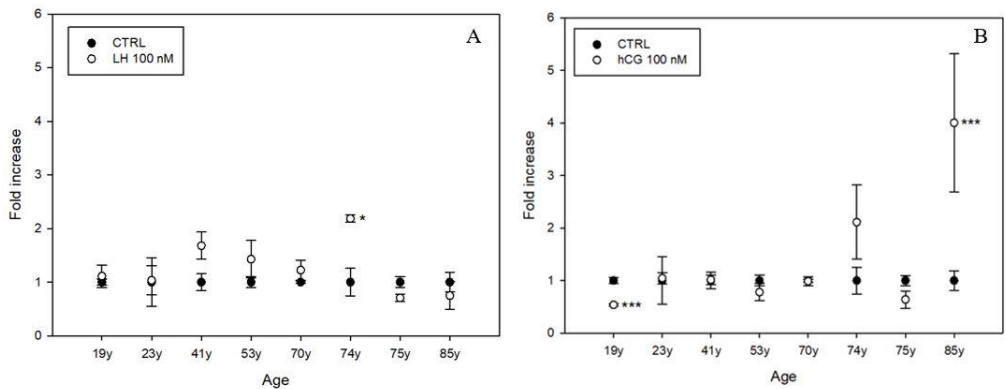 A
CTRL
LH 100 nM
Fold increase
6
5
4
3
2
1
0
*
19y 23y 41y 53y 70y 74y 75y 85y
Age
B
CTRL
hCG 100 nM
Fold increase
6
5
4
3
2
1
0
***
***
19y 23y 41y 53y 70y 74y 75y 85y
Age